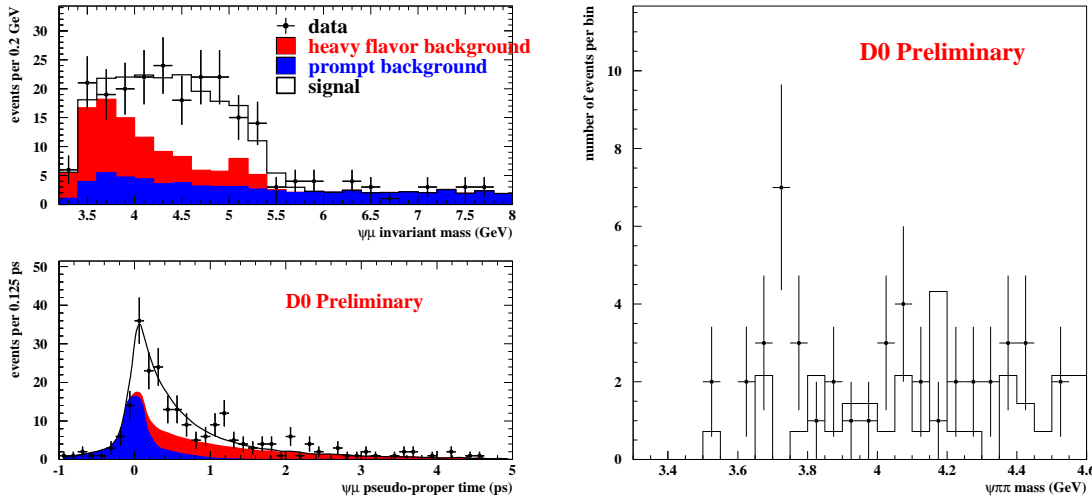 events per 0.2 GeV
30
25
20
15
10
5
0
data
heavy flavor background
prompt background
signal
3.5 4 4.5 5 5.5 6 6.5 7 7.5 8
ψμ invariant mass (GeV)
events per 0.125 ps
50
40
30
20
10
0
D0 Preliminary
-1 0 1 2 3 4 5
ψμ pseudo-proper time (ps)
number of events per bin
10
8
6
4
2
0
D0 Preliminary
3.4 3.6 3.8 4 4.2 4.4 4.6
ψππ mass (GeV)